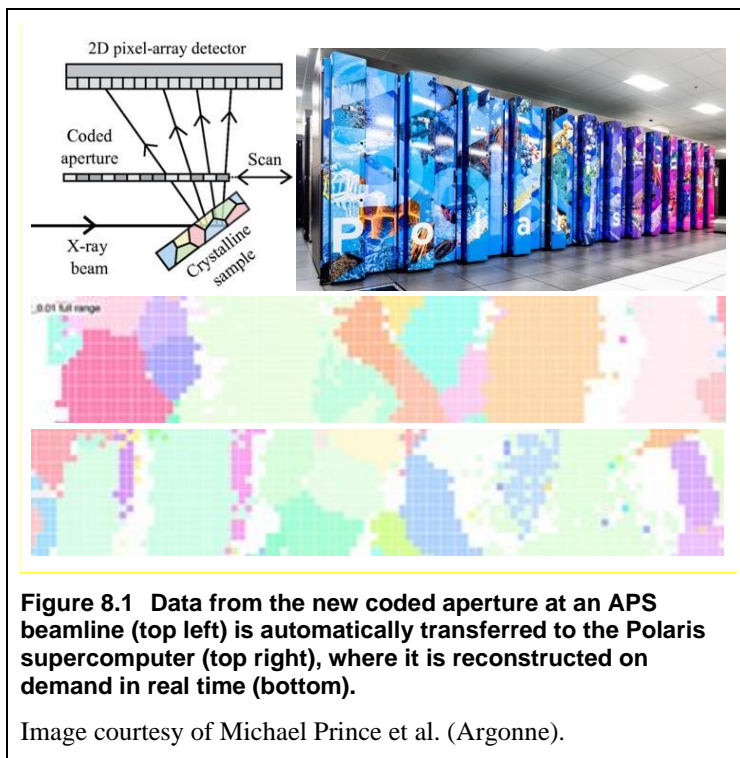 2D pixel-array detector
Coded
aperture
Scan
X-ray
beam
Crystalline
sample
Polaris
_0.01 full range
Figure 8.1 Data from the new coded aperture at an APS
beamline (top left) is automatically transferred to the Polaris
supercomputer (top right), where it is reconstructed on
demand in real time (bottom).
Image courtesy of Michael Prince et al. (Argonne).